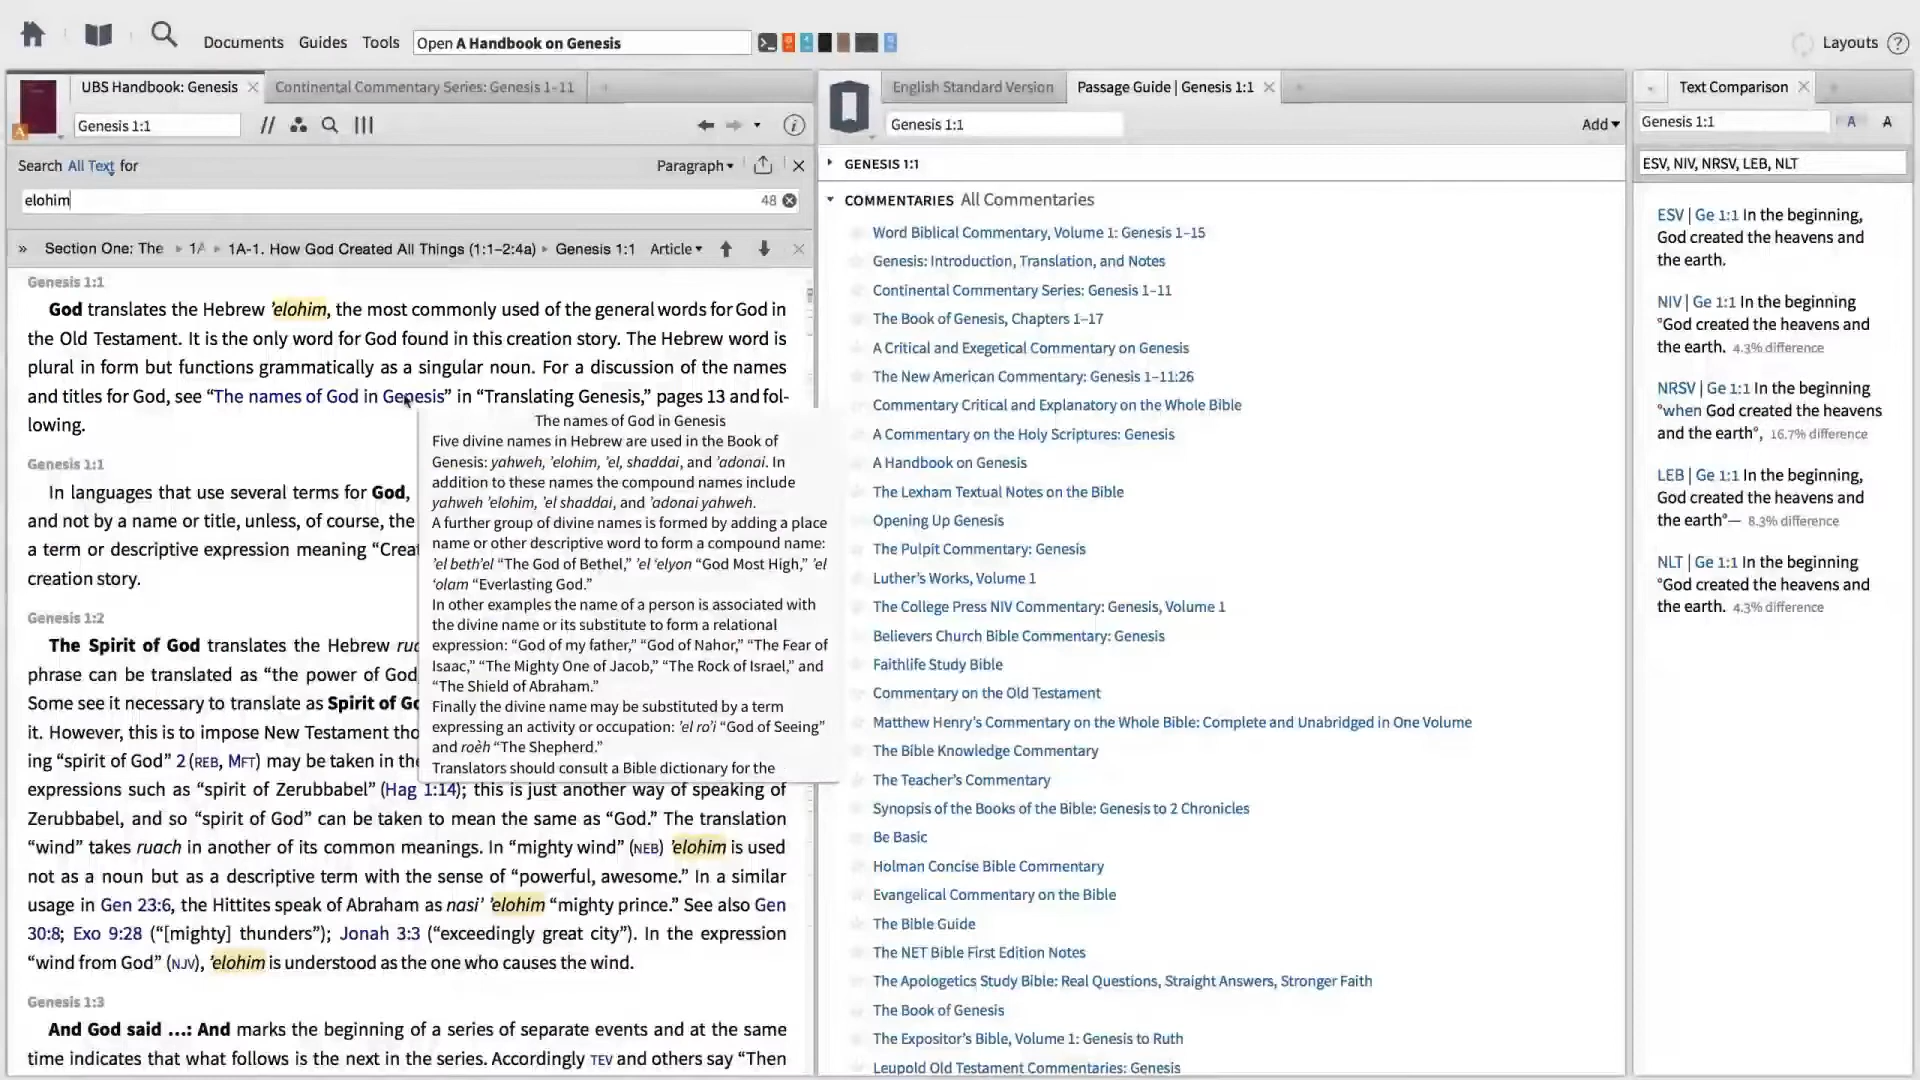 Documents Guides Tools Open A Handbook on Genesis
Layouts ?
UBS Handbook: Genesis
Continental Commentary Series: Genesis 1-11
A
Genesis 1:1
Search All Text for
Paragraph
elohim
48
» Section One: The 1A 1A-1. How God Created All Things (1:1–2:4a) Genesis 1:1 Article
Genesis 1:1
God translates the Hebrew ’elohim, the most commonly used of the general words for God in
the Old Testament. It is the only word for God found in this creation story. The Hebrew word is
plural in form but functions grammatically as a singular noun. For a discussion of the names
and titles for God, see “The names of God in Genesis” in “Translating Genesis,” pages 13 and fol-
lowing.
Genesis 1:1
In languages that use several terms for God,
and not by a name or title, unless, of course, the
a term or descriptive expression meaning “Creat
creation story.
Genesis 1:2
The Spirit of God translates the Hebrew ruc
phrase can be translated as “the power of God
Some see it necessary to translate as Spirit of Go
it. However, this is to impose New Testament tho
ing “spirit of God” 2 (REB, MFT) may be taken in the
expressions such as “spirit of Zerubbabel” (Hag 1:14); this is just another way of speaking of
Zerubbabel, and so “spirit of God” can be taken to mean the same as “God.” The translation
“wind” takes ruach in another of its common meanings. In “mighty wind” (NEB) ’elohim is used
not as a noun but as a descriptive term with the sense of “powerful, awesome.” In a similar
usage in Gen 23:6, the Hittites speak of Abraham as nasi’ ’elohim “mighty prince.” See also Gen
30:8; Exo 9:28 (“[mighty] thunders”); Jonah 3:3 (“exceedingly great city”). In the expression
“wind from God” (NJV), ’elohim is understood as the one who causes the wind.
Genesis 1:3
And God said …: And marks the beginning of a series of separate events and at the same
time indicates that what follows is the next in the series. Accordingly TEV and others say “Then
The names of God in Genesis
Five divine names in Hebrew are used in the Book of
Genesis: yahweh, ’elohim, ’el, shaddai, and ’adonai. In
addition to these names the compound names include
yahweh ’elohim, ’el shaddai, and ’adonai yahweh.
A further group of divine names is formed by adding a place
name or other descriptive word to form a compound name:
’el beth’el “The God of Bethel,” ’el ‘elyon “God Most High,” ’el
‘olam “Everlasting God.”
In other examples the name of a person is associated with
the divine name or its substitute to form a relational
expression: “God of my father,” “God of Nahor,” “The Fear of
Isaac,” “The Mighty One of Jacob,” “The Rock of Israel,” and
“The Shield of Abraham.”
Finally the divine name may be substituted by a term
expressing an activity or occupation: ’el ro’i “God of Seeing”
and roèh “The Shepherd.”
Translators should consult a Bible dictionary for the
English Standard Version
Passage Guide | Genesis 1:1
Genesis 1:1
Add
GENESIS 1:1
COMMENTARIES All Commentaries
Word Biblical Commentary, Volume 1: Genesis 1–15
Genesis: Introduction, Translation, and Notes
Continental Commentary Series: Genesis 1–11
The Book of Genesis, Chapters 1–17
A Critical and Exegetical Commentary on Genesis
The New American Commentary: Genesis 1–11:26
Commentary Critical and Explanatory on the Whole Bible
A Commentary on the Holy Scriptures: Genesis
A Handbook on Genesis
The Lexham Textual Notes on the Bible
Opening Up Genesis
The Pulpit Commentary: Genesis
Luther’s Works, Volume 1
The College Press NIV Commentary: Genesis, Volume 1
Believers Church Bible Commentary: Genesis
Faithlife Study Bible
Commentary on the Old Testament
Matthew Henry’s Commentary on the Whole Bible: Complete and Unabridged in One Volume
The Bible Knowledge Commentary
The Teacher’s Commentary
Synopsis of the Books of the Bible: Genesis to 2 Chronicles
Be Basic
Holman Concise Bible Commentary
Evangelical Commentary on the Bible
The Bible Guide
The NET Bible First Edition Notes
The Apologetics Study Bible: Real Questions, Straight Answers, Stronger Faith
The Book of Genesis
The Expositor’s Bible, Volume 1: Genesis to Ruth
Leupold Old Testament Commentaries: Genesis
Text Comparison
Genesis 1:1
A A
ESV, NIV, NRSV, LEB, NLT
ESV | Ge 1:1 In the beginning,
God created the heavens and
the earth.
NIV | Ge 1:1 In the beginning
°God created the heavens and
the earth. 4.3% difference
NRSV | Ge 1:1 In the beginning
°when God created the heavens
and the earth°, 16.7% difference
LEB | Ge 1:1 In the beginning,
God created the heavens and
the earth°— 8.3% difference
NLT | Ge 1:1 In the beginning
°God created the heavens and
the earth. 4.3% difference